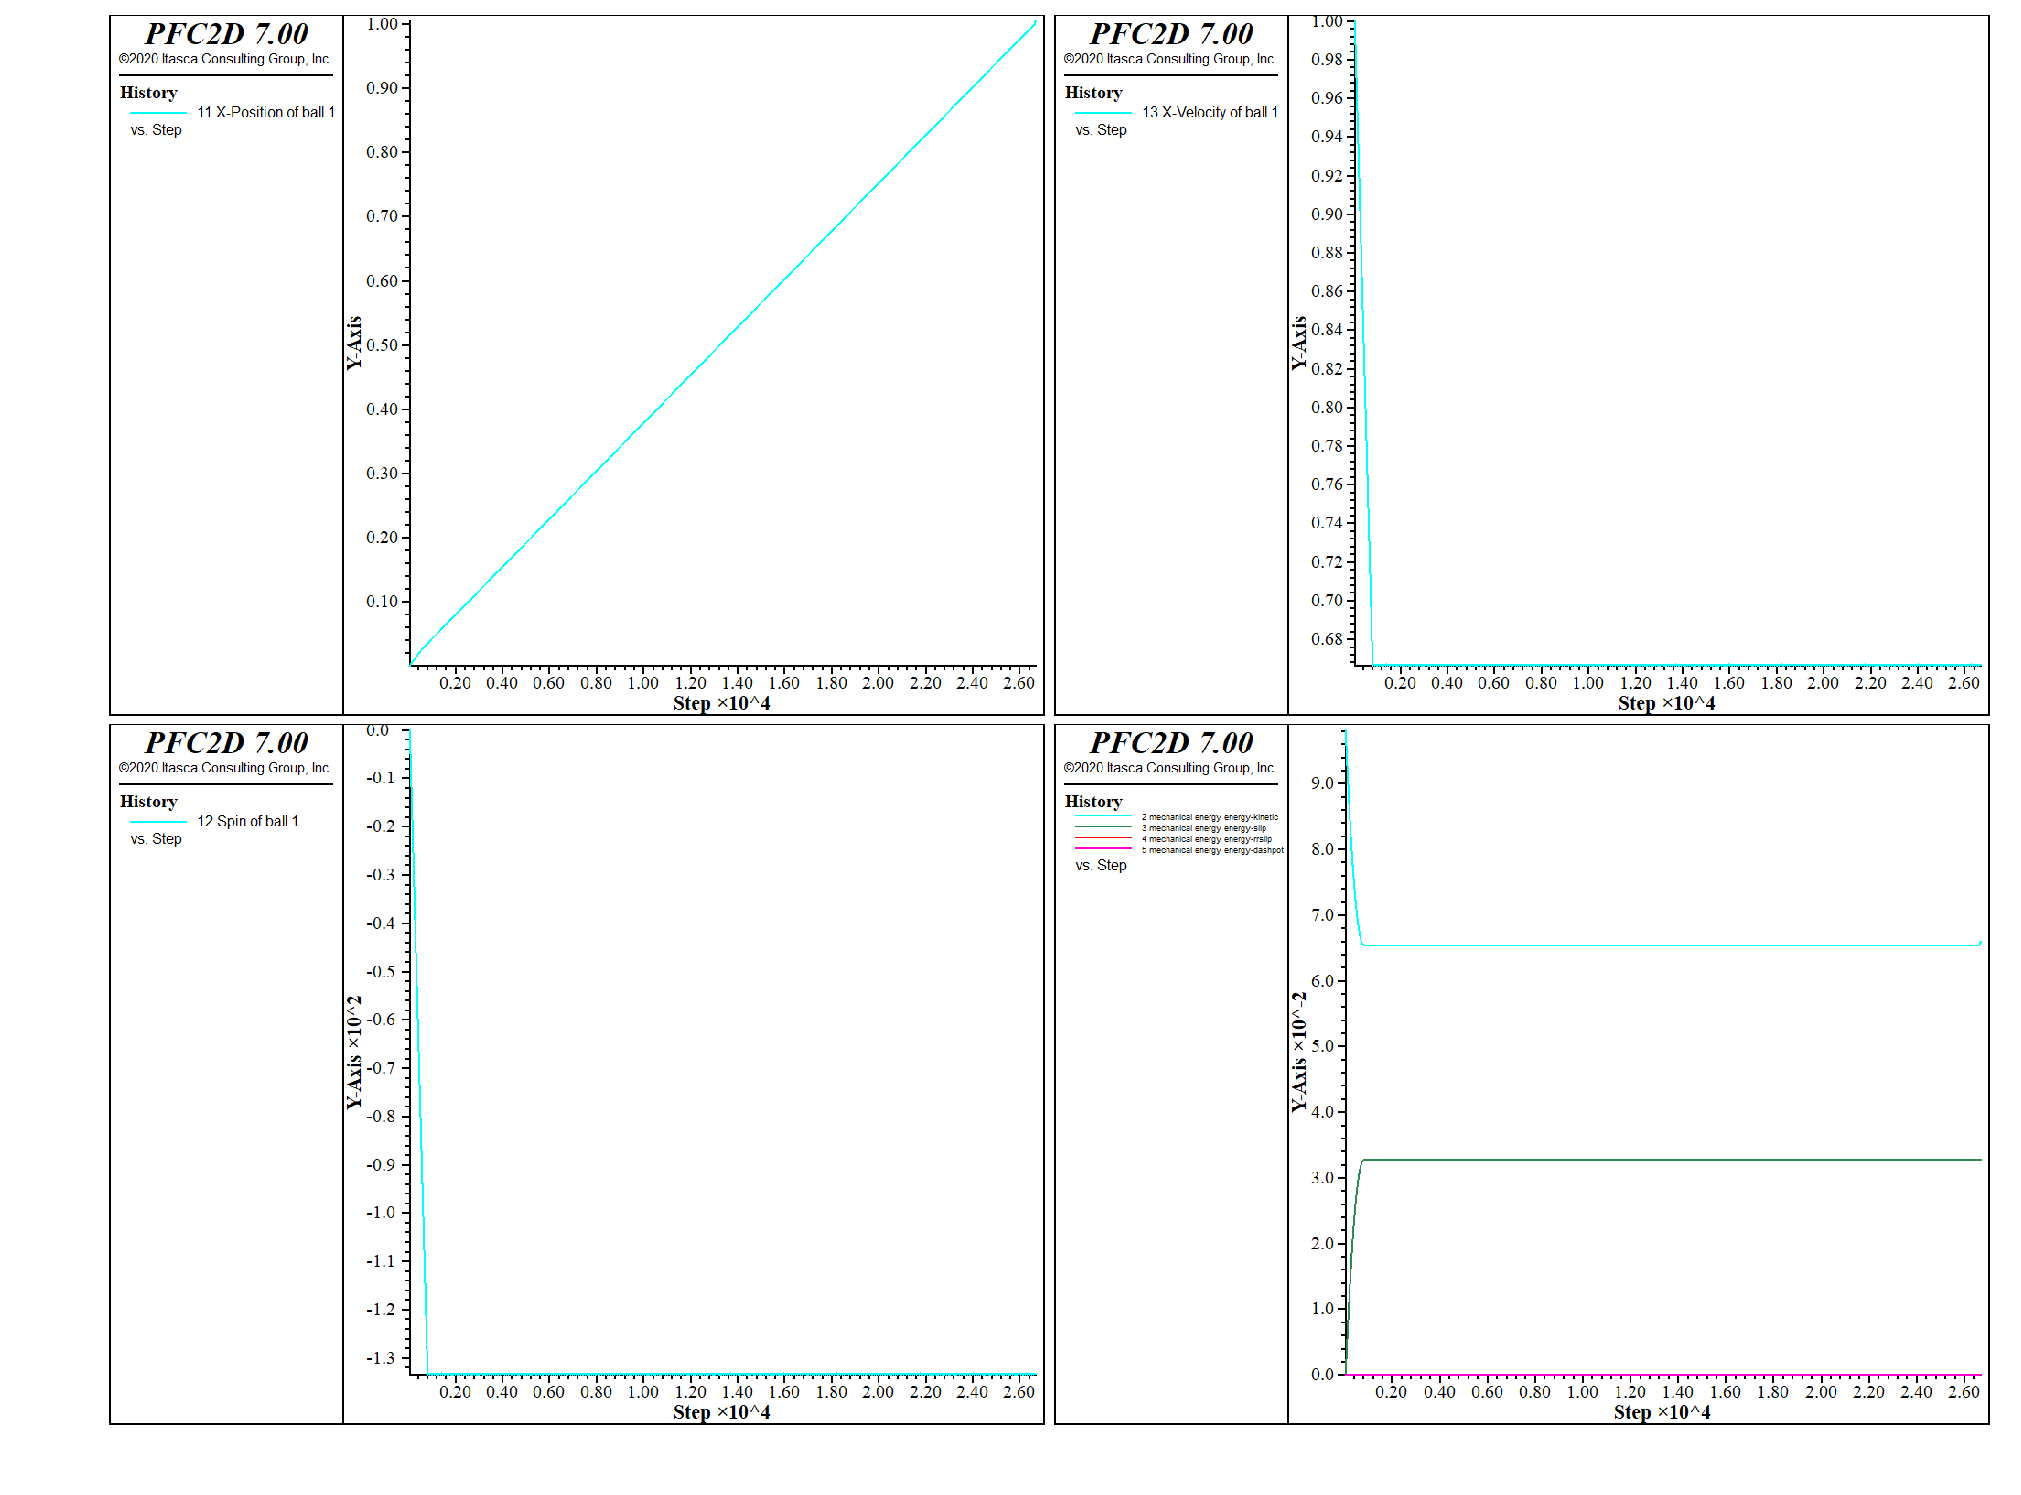 PFC2D 7.00
©2020 Itasca Consulting Group, Inc.
History
11 X-Position of ball 1
vs. Step
1.00
0.90
0.80
0.70
0.60
0.50
0.40
0.30
0.20
0.10
Y-Axis
0.20 0.40 0.60 0.80 1.00 1.20 1.40 1.60 1.80 2.00 2.20 2.40 2.60
Step ×10^4
PFC2D 7.00
©2020 Itasca Consulting Group, Inc.
History
13 X-Velocity of ball 1
vs. Step
1.00
0.98
0.96
0.94
0.92
0.90
0.88
0.86
0.84
0.82
0.80
0.78
0.76
0.74
0.72
0.70
0.68
Y-Axis
0.20 0.40 0.60 0.80 1.00 1.20 1.40 1.60 1.80 2.00 2.20 2.40 2.60
Step ×10^4
PFC2D 7.00
©2020 Itasca Consulting Group, Inc.
History
12 Spin of ball 1
vs. Step
0.0
-0.1
-0.2
-0.3
-0.4
-0.5
-0.6
-0.7
-0.8
-0.9
-1.0
-1.1
-1.2
-1.3
Y-Axis ×10^2
0.20 0.40 0.60 0.80 1.00 1.20 1.40 1.60 1.80 2.00 2.20 2.40 2.60
Step ×10^4
PFC2D 7.00
©2020 Itasca Consulting Group, Inc.
History
2 mechanical energy energy-kinetic
3 mechanical energy energy-slip
4 mechanical energy energy-rrslip
5 mechanical energy energy-dashpot
vs. Step
9.0
8.0
7.0
6.0
5.0
4.0
3.0
2.0
1.0
0.0
Y-Axis ×10^-2
0.20 0.40 0.60 0.80 1.00 1.20 1.40 1.60 1.80 2.00 2.20 2.40 2.60
Step ×10^4